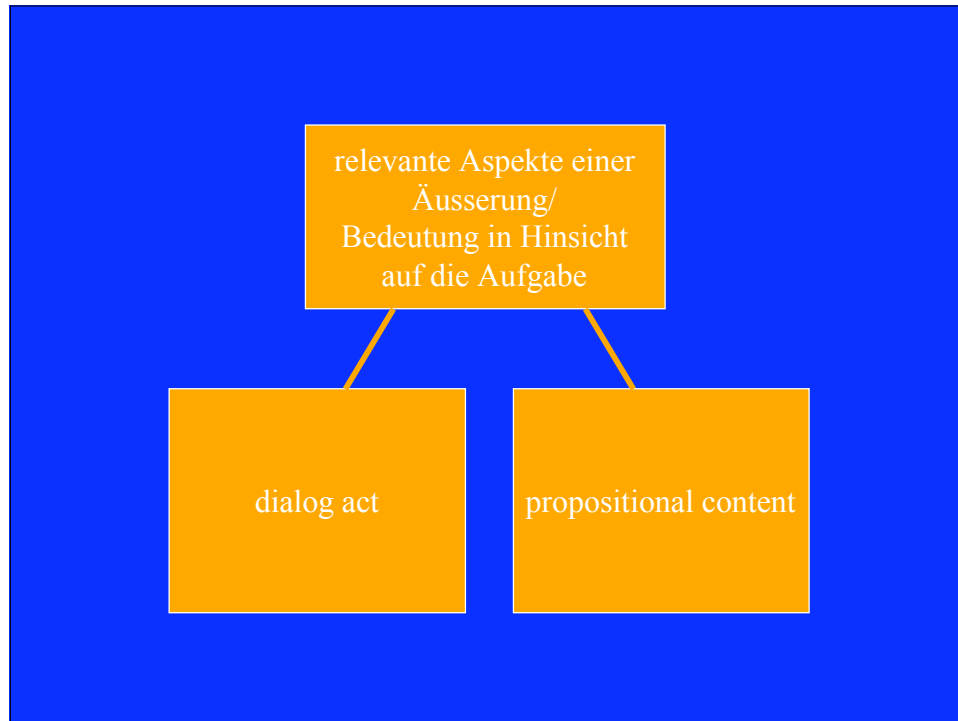 relevante Aspekte einer
Äusserung/
Bedeutung in Hinsicht
auf die Aufgabe
dialog act
propositional content